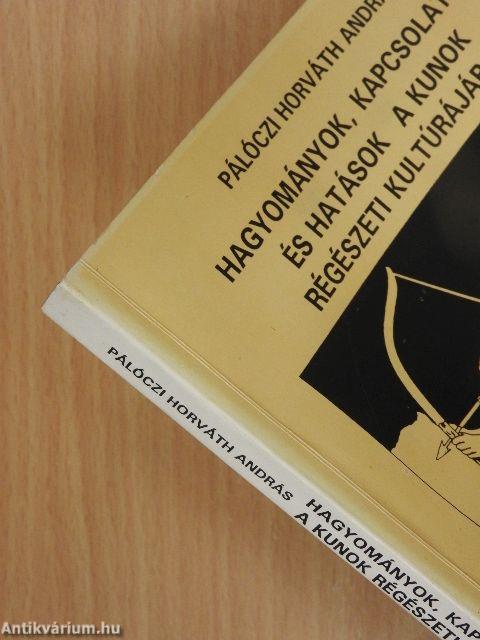 PÁLÓCZI HORVÁTH ANDRÁ
HAGYOMÁNYOK, KAPCSOLAT
ÉS HATÁSOK A KUNOK
RÉGÉSZETI KULTÚRÁJÁB
PÁLÓCZI HORVÁTH ANDRÁS
HAGYOMÁNYOK, KAP
A KUNOK RÉGÉSZETI
Antikvárium.hu